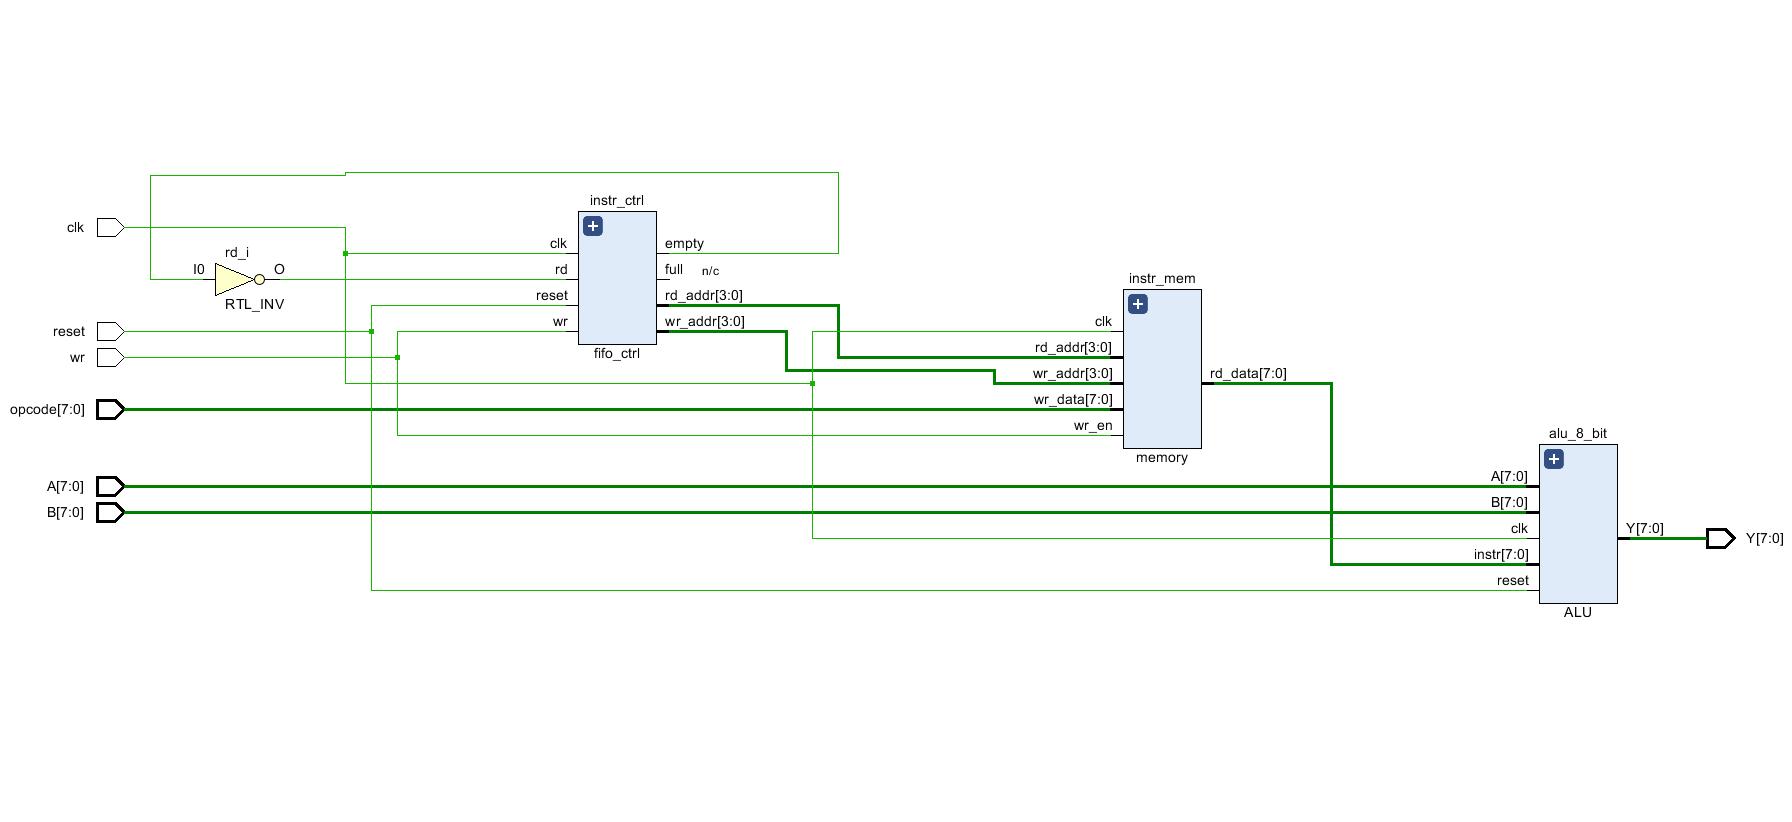 clk
rd_i
I0
O
RTL_INV
reset
wr
opcode[7:0]
A[7:0]
B[7:0]
instr_ctrl
clk
rd
reset
wr
empty
full n/c
rd_addr[3:0]
wr_addr[3:0]
fifo_ctrl
instr_mem
clk
rd_addr[3:0]
wr_addr[3:0]
wr_data[7:0]
wr_en
rd_data[7:0]
memory
alu_8_bit
A[7:0]
B[7:0]
clk
instr[7:0]
reset
Y[7:0]
ALU
Y[7:0]